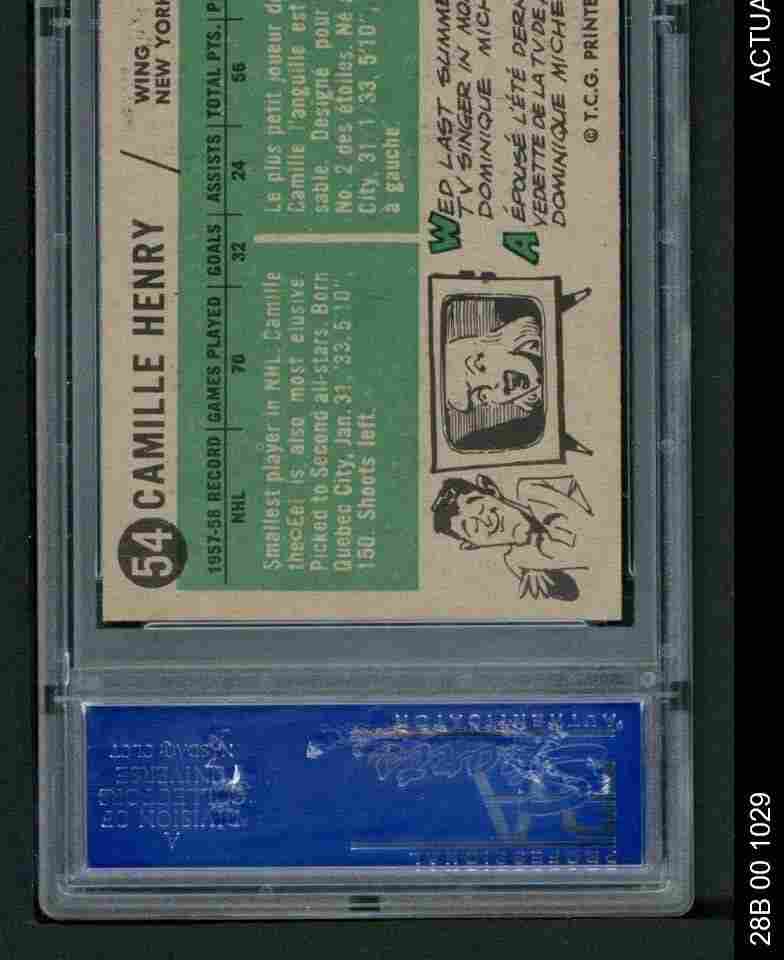 54 CAMILLE HENRY / WING
NEW YORK
1957-58 RECORD GAMES PLAYED GOALS ASSISTS TOTAL PTS. P
NHL 70 32 24 56
Smallest player in NHL. Camille
the Eel is also most elusive.
Picked to Second all-stars. Born
Quebec City, Jan. 31, '33, 5'10",
150. Shoots left.
Le plus petit joueur d
Camille l'anguille est
sable. Designé pour
No. 2 des étoiles. Né
City, 31 1 '33, 5'10",
à gauche
WED LAST SUMME
TV SINGER IN MO
DOMINIQUE MICH
A ÉPOUSÉ L'ÉTÉ DERN
VEDETTE DE LA TV DE
DOMINIQUE MICHE
© T.C.G. PRINTE
A
DIVISION OF
COLLECTORS
UNIVERSE
NASDAQ: CLCT
PROFESSIONAL
AUTHENTICATOR
ACTUA
28B 00 1029